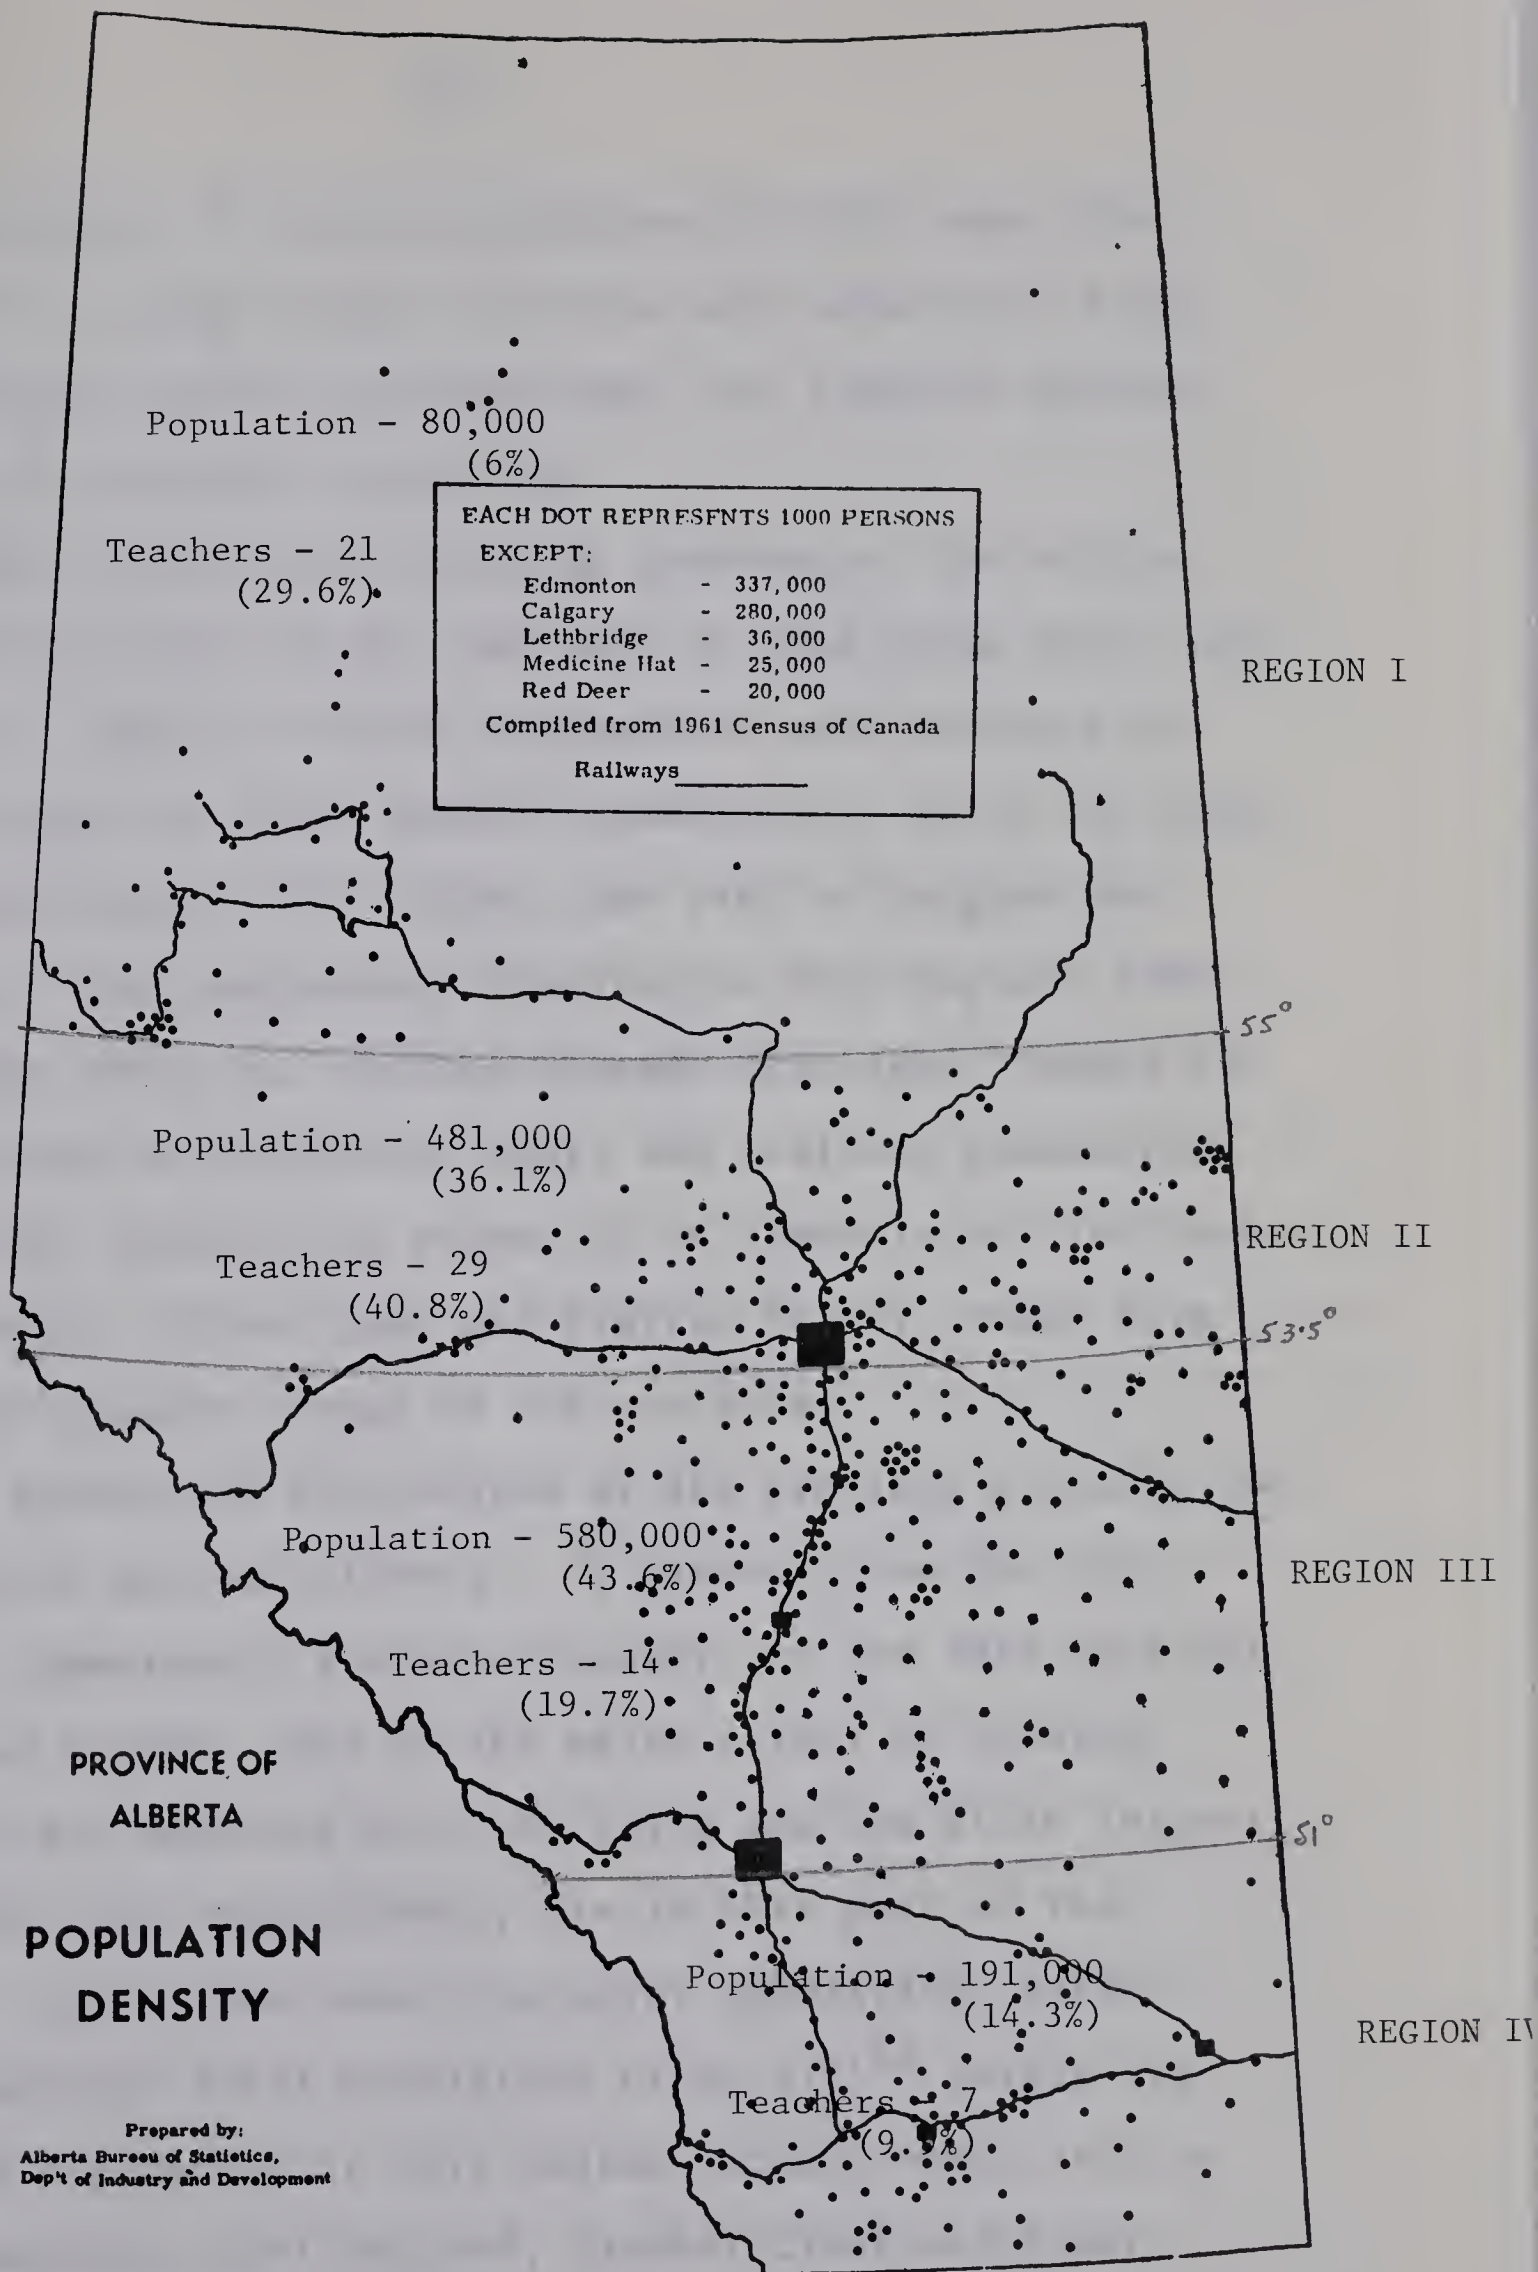 Population - 80,000
(6%)
EACH DOT REPRESENTS 1000 PERSONS
EXCEPT:
Edmonton - 337,000
Calgary - 280,000
Lethbridge - 36,000
Medicine Hat - 25,000
Red Deer - 20,000
Compiled from 1961 Census of Canada
Railways
Teachers - 21
(29.6%)
REGION I
55°
Population - 481,000
(36.1%)
Teachers - 29
(40.8%)
REGION II
53.5°
Population - 580,000
(43.6%)
REGION III
Teachers - 14
(19.7%)
PROVINCE OF
ALBERTA
51°
POPULATION
DENSITY
Population - 191,000
(14.3%)
REGION IV
Teachers - 7
(9.9%)
Prepared by:
Alberta Bureau of Statistics,
Dep't of Industry and Development